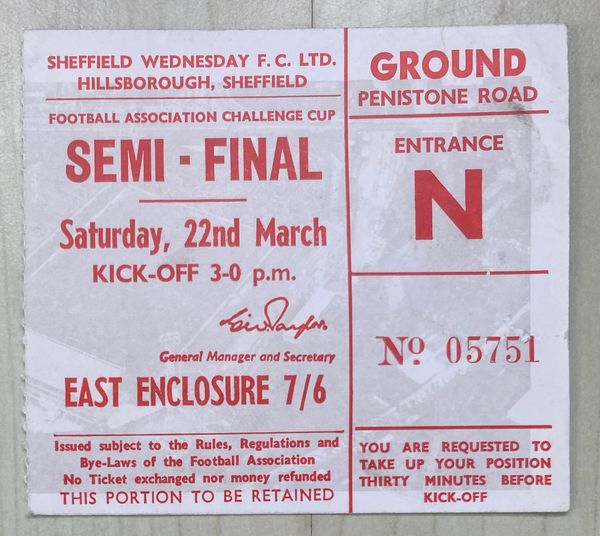 SHEFFIELD WEDNESDAY F.C. LTD.
HILLSBOROUGH, SHEFFIELD
FOOTBALL ASSOCIATION CHALLENGE CUP
SEMI - FINAL
Saturday, 22nd March
KICK-OFF 3-0 p.m.
Eric Taylor.
General Manager and Secretary
EAST ENCLOSURE 7/6
Issued subject to the Rules, Regulations and
Bye-Laws of the Football Association
No Ticket exchanged nor money refunded
THIS PORTION TO BE RETAINED
GROUND
PENISTONE ROAD
ENTRANCE
N
No. 05751
YOU ARE REQUESTED TO
TAKE UP YOUR POSITION
THIRTY MINUTES BEFORE
KICK-OFF